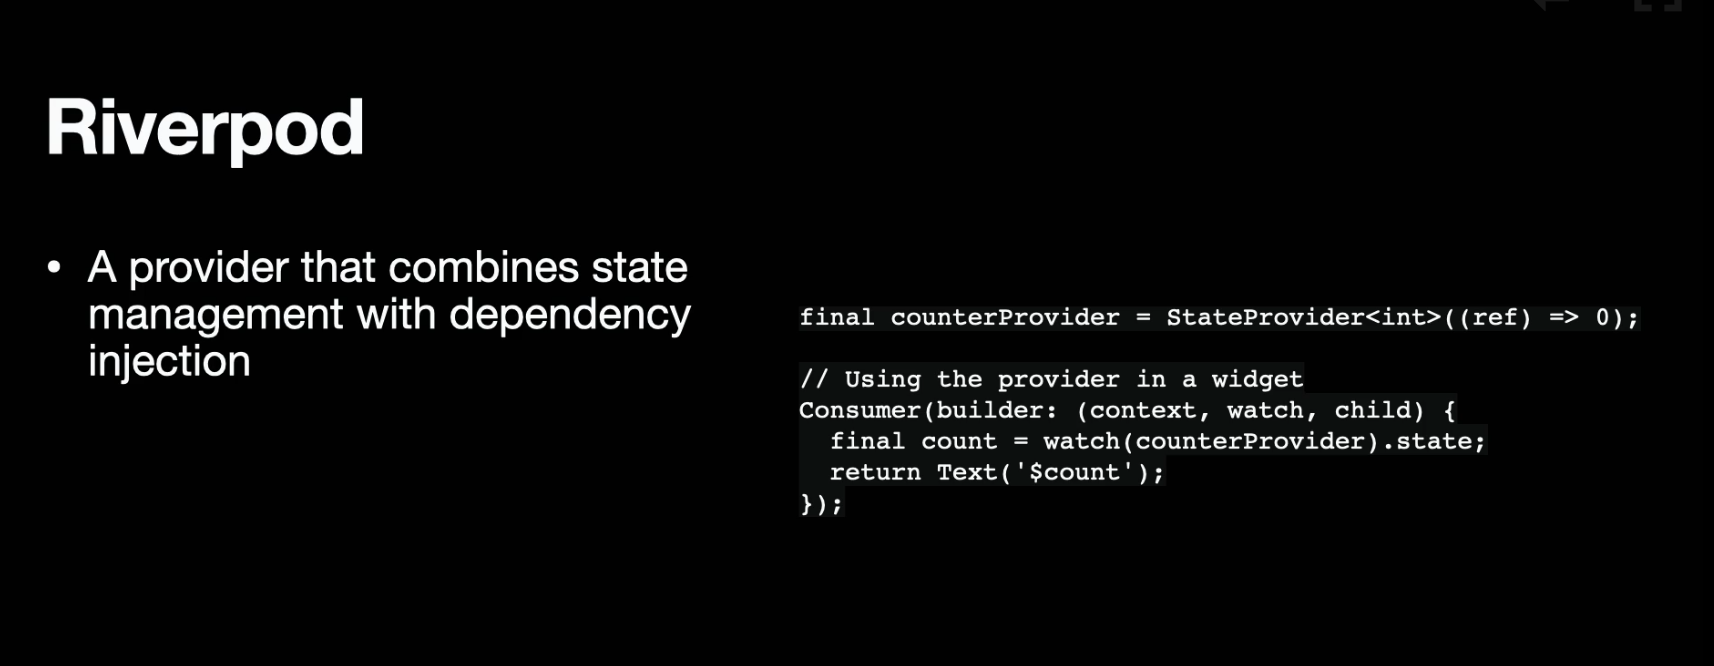 Riverpod
• A provider that combines state
management with dependency
injection
final counterProvider = StateProvider<int>((ref) => 0);
// Using the provider in a widget
Consumer(builder: (context, watch, child) {
  final count = watch(counterProvider).state;
  return Text('$count');
});